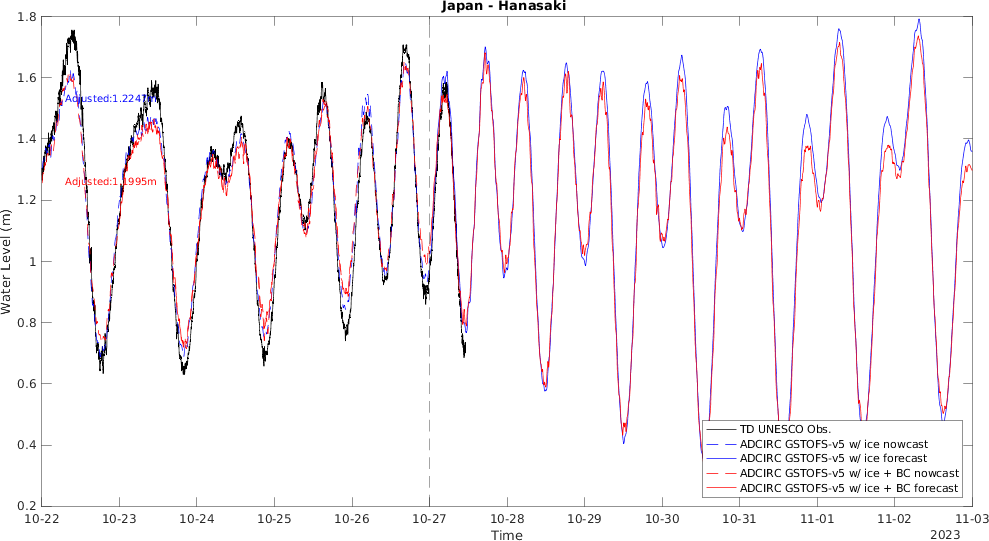 Japan - Hanasaki
1.8
1.6
1.4
1.2
1
0.8
0.6
0.4
0.2
Water Level (m)
Adjusted:1.1995m
TD UNESCO Obs.
ADCIRC GSTOFS-v5 w/ ice nowcast
ADCIRC GSTOFS-v5 w/ ice forecast
ADCIRC GSTOFS-v5 w/ ice + BC nowcast
ADCIRC GSTOFS-v5 w/ ice + BC forecast
10-22 10-23 10-24 10-25 10-26 10-27 10-28 10-29 10-30 10-31 11-01 11-02 11-03
Time
2023